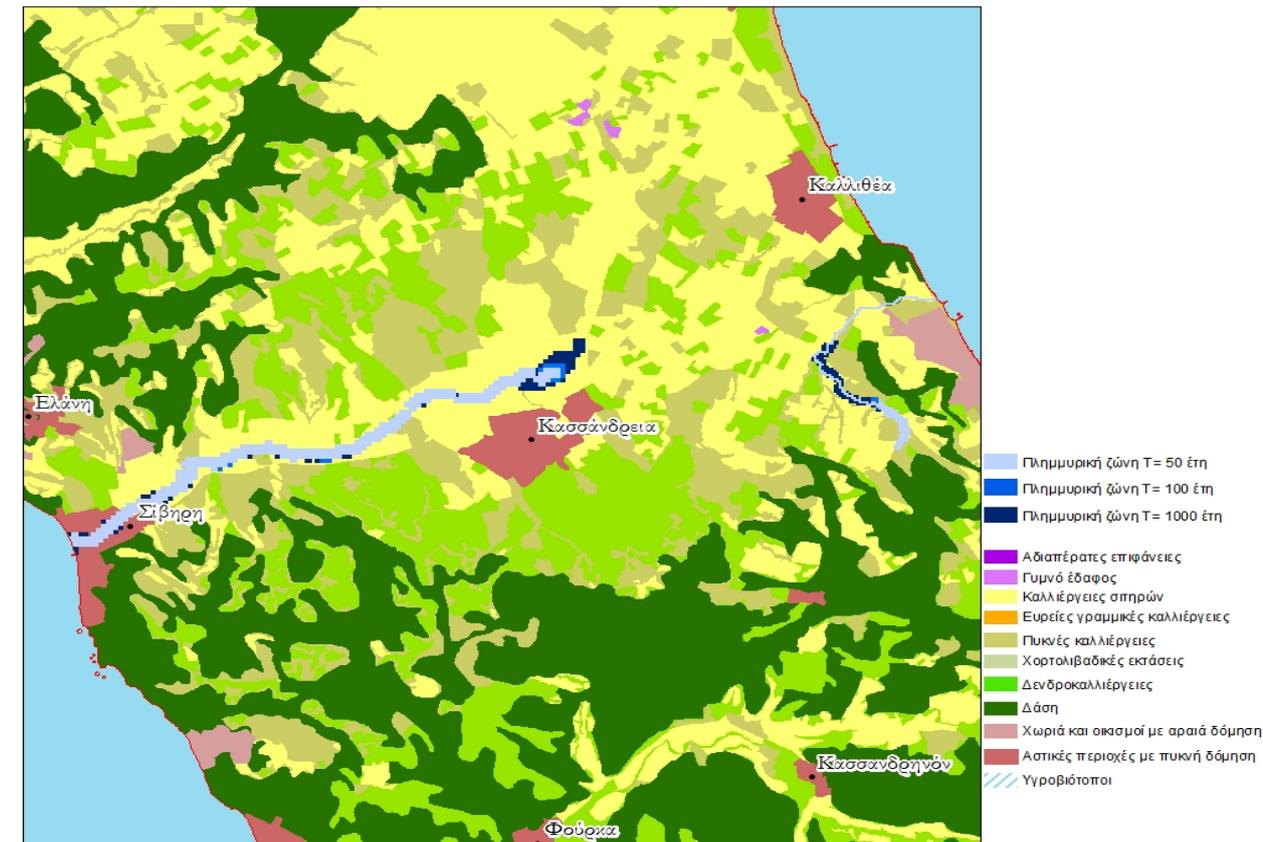 Καλλιθέα
Ελάνη
Κασσάνδρεια
Σίβηρη
Κασσανδρηνόν
Φούρκα
Πλημμυρική ζώνη T= 50 έτη
Πλημμυρική ζώνη T= 100 έτη
Πλημμυρική ζώνη T= 1000 έτη
Αδιαπέρατες επιφάνειες
Γυμνό έδαφος
Καλλιέργειες σιτηρών
Ευρείες γραμμικές καλλιέργειες
Πυκνές καλλιέργειες
Χορτολιβαδικές εκτάσεις
Δενδροκαλλιέργειες
Δάση
Χωριά και οικισμοί με αραιά δόμηση
Αστικές περιοχές με πυκνή δόμηση
Υγροβιότοποι